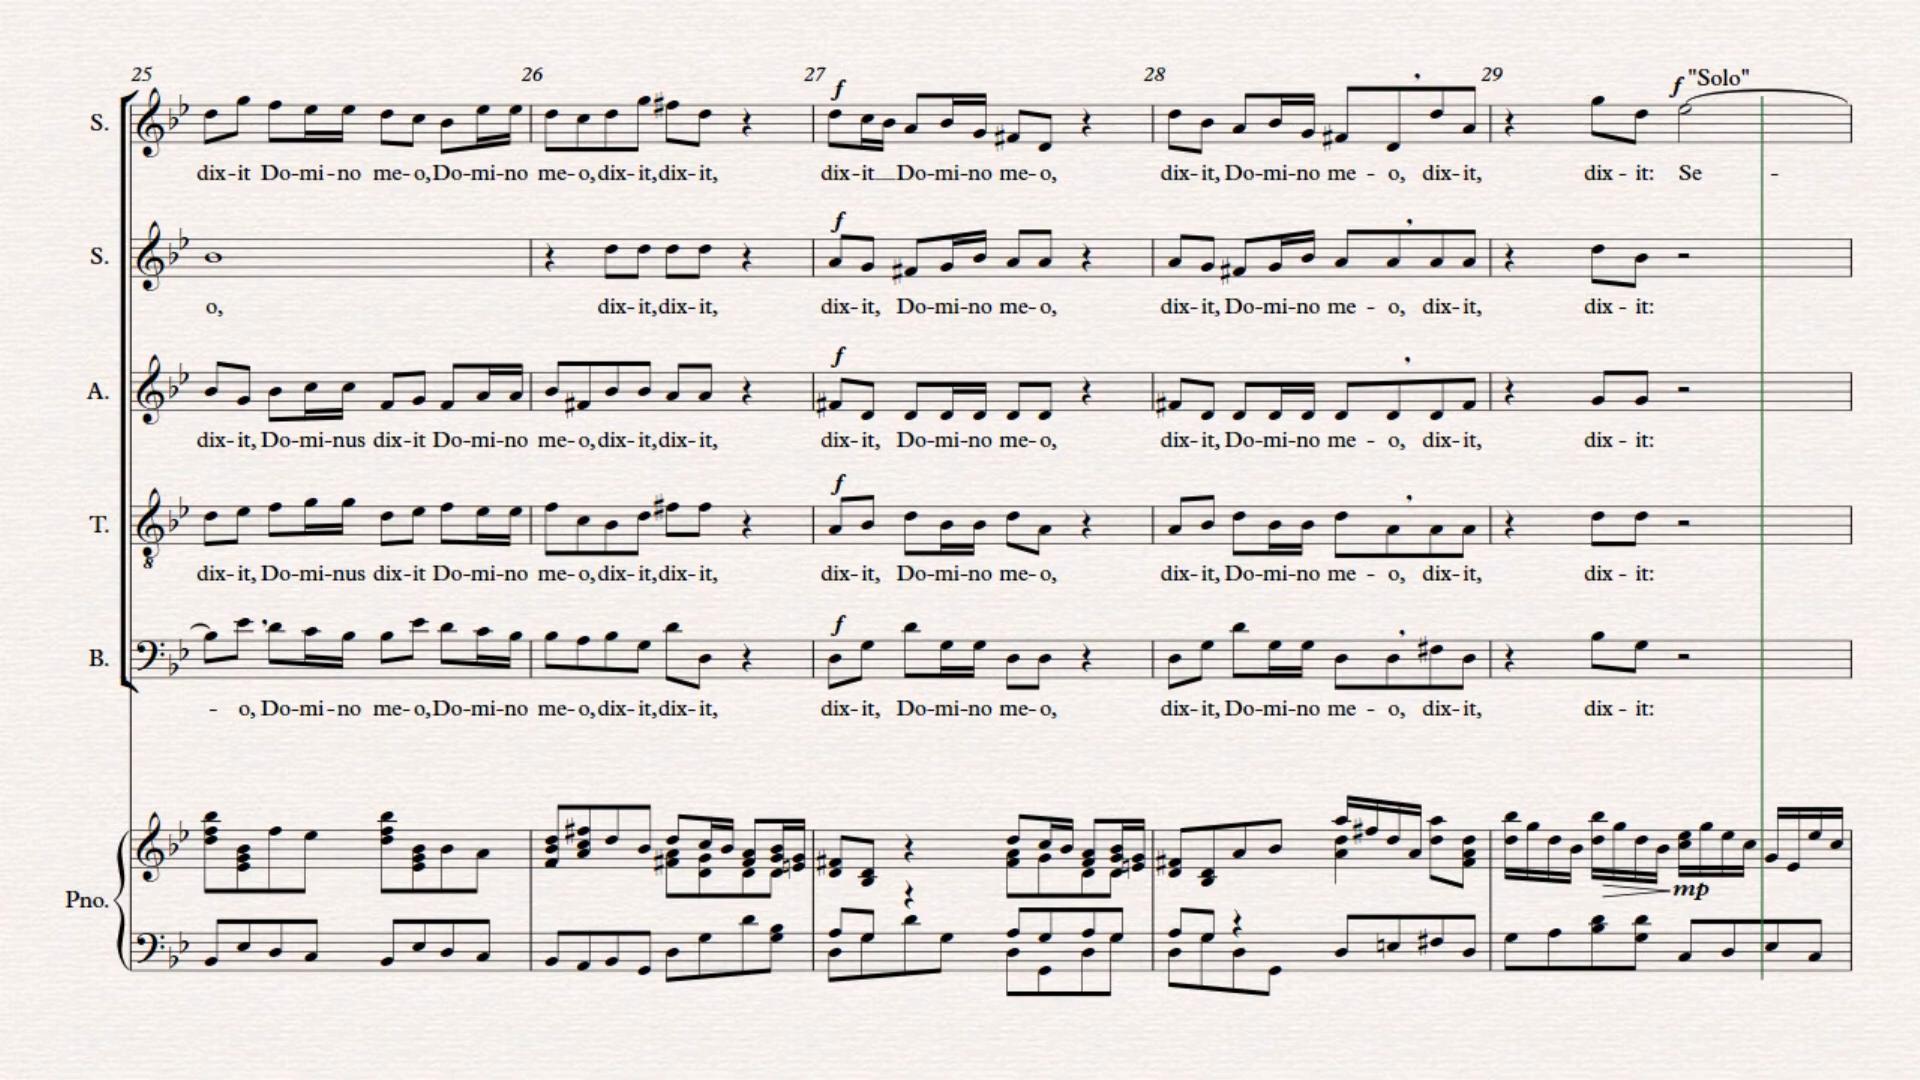 25 26 27 28 29
f f "Solo"
S.
dix-it Do-mi-no me-o, Do-mi-no me-o, dix-it, dix-it, dix-it Do-mi-no me-o, dix-it, Do-mi-no me - o, dix-it, dix - it: Se -
f
S.
o, dix-it, dix-it, dix-it, Do-mi-no me-o, dix-it, Do-mi-no me - o, dix-it, dix - it:
f
A.
dix-it, Do-mi-nus dix-it Do-mi-no me-o, dix-it, dix-it, dix-it, Do-mi-no me-o, dix-it, Do-mi-no me - o, dix-it, dix - it:
f
T.
8
dix-it, Do-mi-nus dix-it Do-mi-no me-o, dix-it, dix-it, dix-it, Do-mi-no me-o, dix-it, Do-mi-no me - o, dix-it, dix - it:
f
B.
- o, Do-mi-no me-o, Do-mi-no me-o, dix-it, dix-it, dix-it, Do-mi-no me-o, dix-it, Do-mi-no me - o, dix-it, dix - it:
mp
Pno.